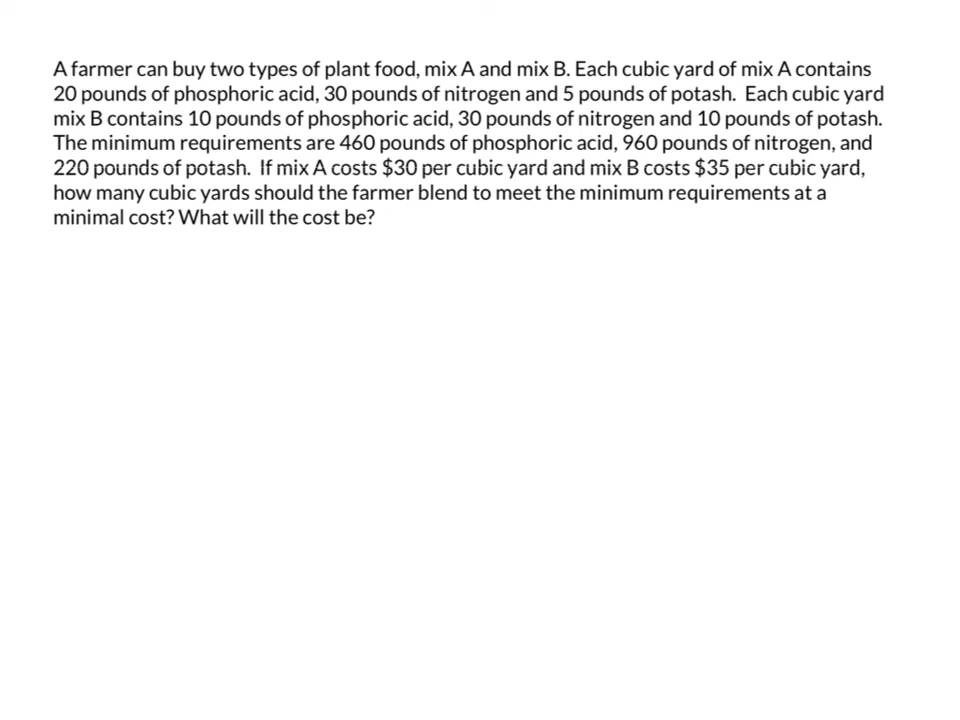 A farmer can buy two types of plant food, mix A and mix B. Each cubic yard of mix A contains
20 pounds of phosphoric acid, 30 pounds of nitrogen and 5 pounds of potash.  Each cubic yard
mix B contains 10 pounds of phosphoric acid, 30 pounds of nitrogen and 10 pounds of potash.
The minimum requirements are 460 pounds of phosphoric acid, 960 pounds of nitrogen, and
220 pounds of potash.  If mix A costs $30 per cubic yard and mix B costs $35 per cubic yard,
how many cubic yards should the farmer blend to meet the minimum requirements at a
minimal cost? What will the cost be?